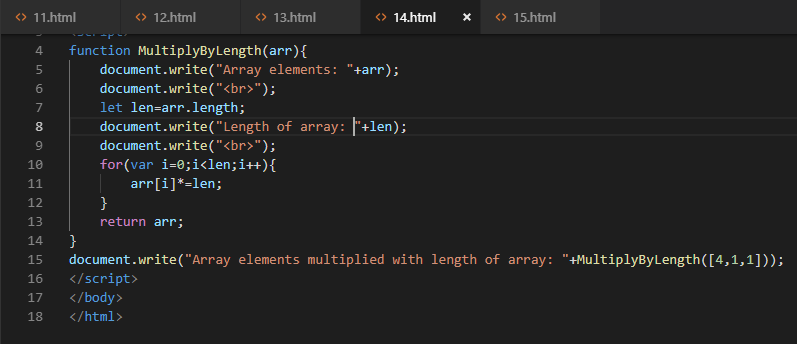 11.html 12.html 13.html 14.html × 15.html
4 function MultiplyByLength(arr){
5 document.write("Array elements: "+arr);
6 document.write("<br>");
7 let len=arr.length;
8 document.write("Length of array: "+len);
9 document.write("<br>");
10 for(var i=0;i<len;i++){
11 arr[i]*=len;
12 }
13 return arr;
14 }
15 document.write("Array elements multiplied with length of array: "+MultiplyByLength([4,1,1]));
16 </script>
17 </body>
18 </html>